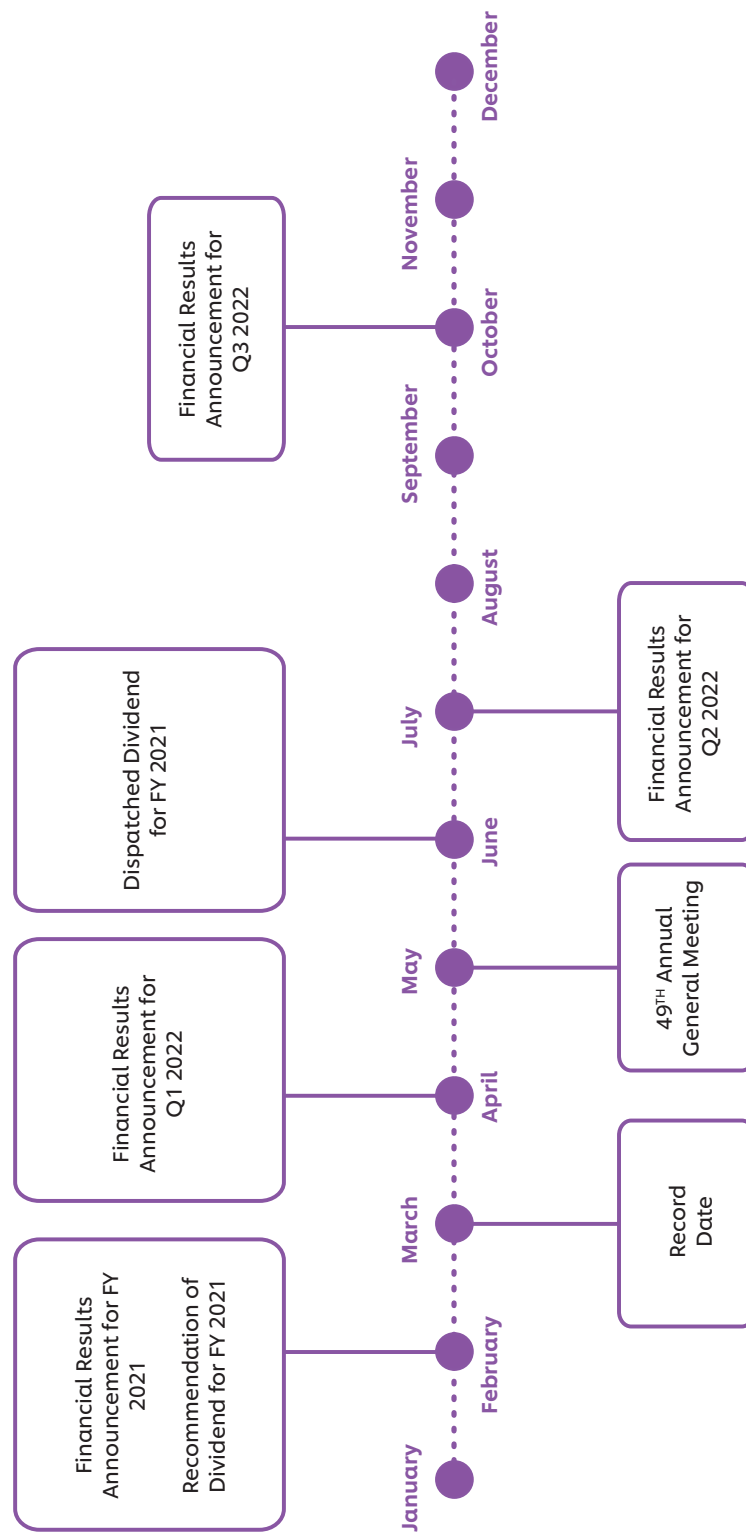 Financial Results
Announcement for FY
2021
Recommendation of
Dividend for FY 2021
Financial Results
Announcement for
Q1 2022
Dispatched Dividend
for FY 2021
Financial Results
Announcement for
Q3 2022
January
February
March
April
May
June
July
August
September
October
November
December
Record
Date
49TH Annual
General Meeting
Financial Results
Announcement for
Q2 2022